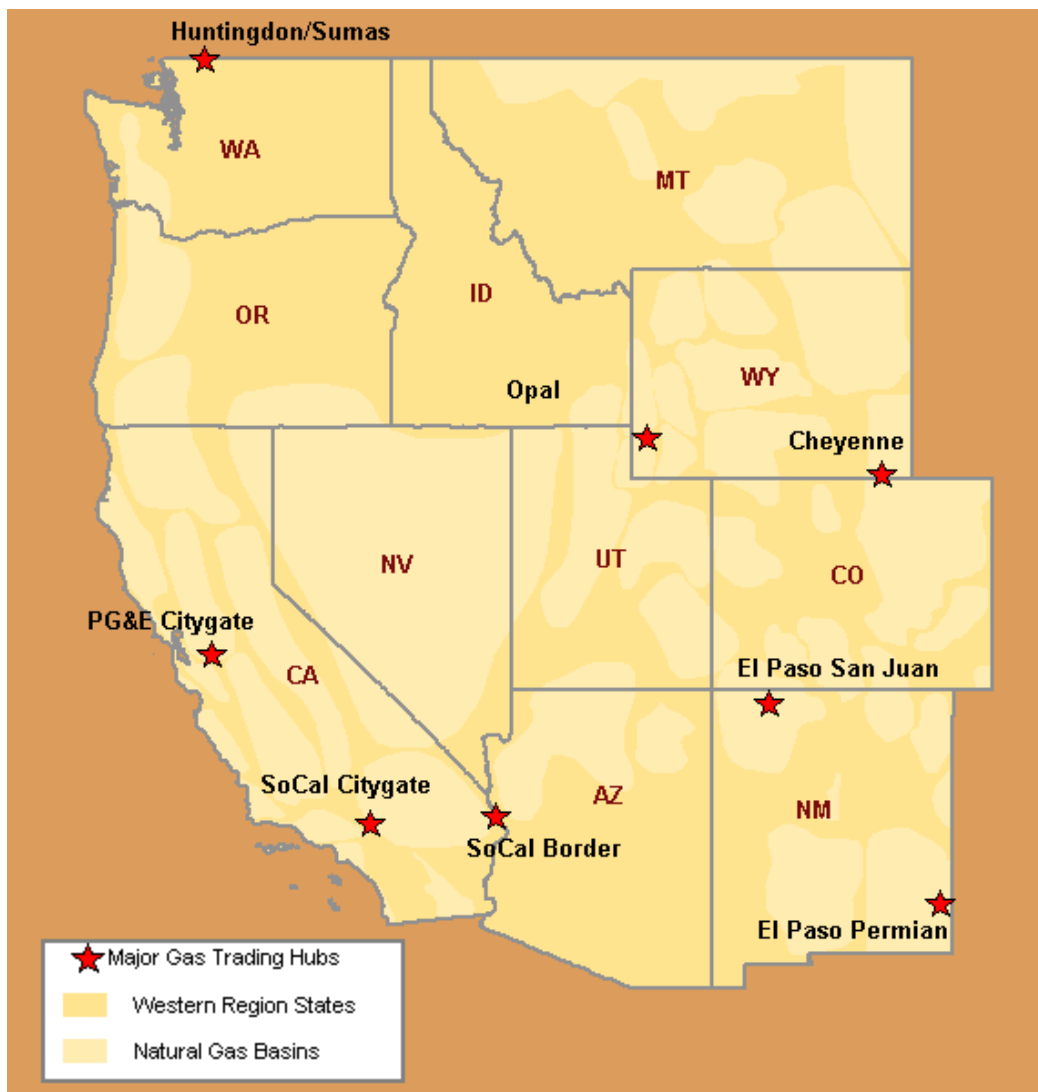 Huntingdon/Sumas
WA
MT
ID
OR
WY
Opal
Cheyenne
NV
UT
CO
PG&E Citygate
El Paso San Juan
CA
SoCal Citygate
AZ
NM
SoCal Border
El Paso Permian
Major Gas Trading Hubs
Western Region States
Natural Gas Basins